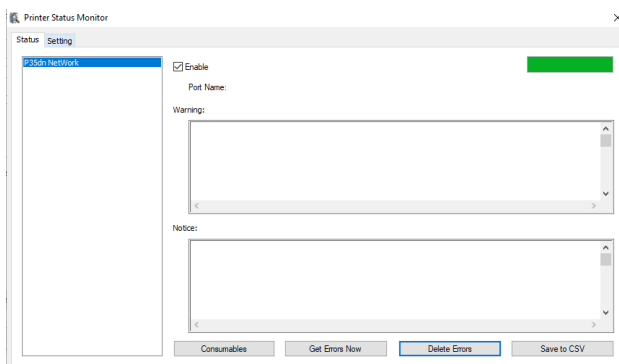 Printer Status Monitor
Status Setting
P35dn NetWork
Enable
Port Name:
Warning:
Notice:
Consumables Get Errors Now Delete Errors Save to CSV